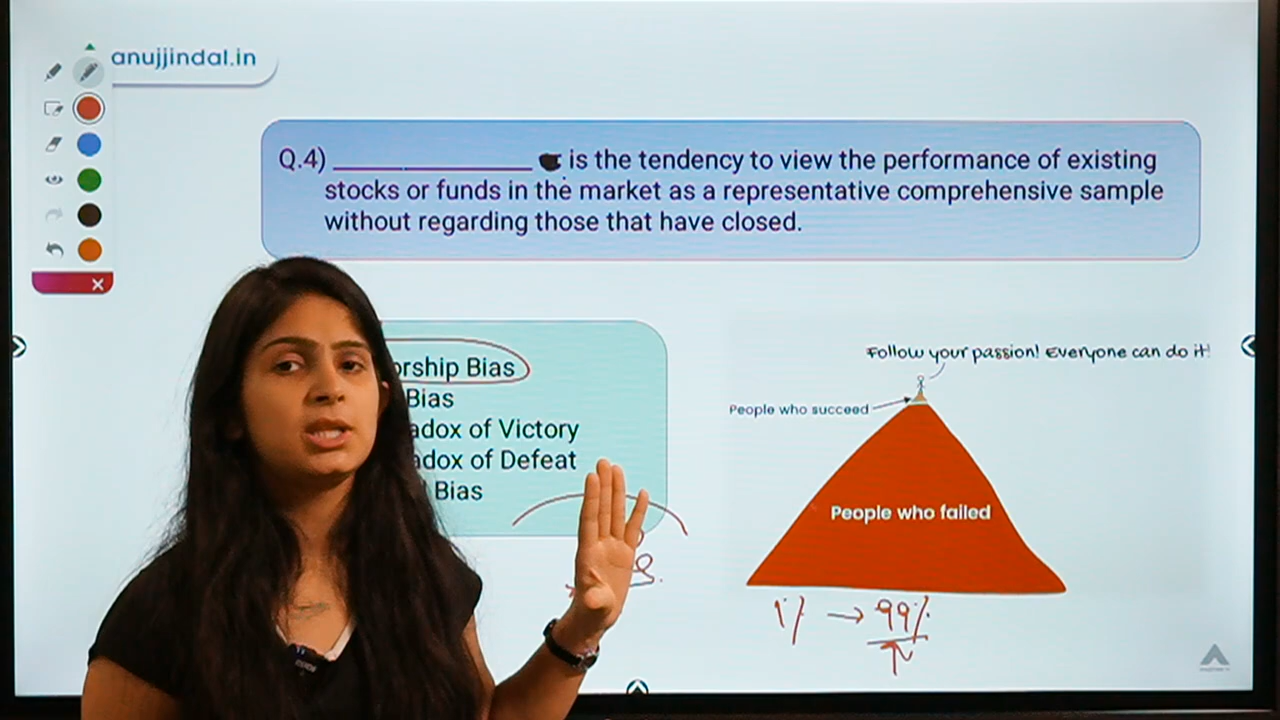 anujjindal.in
Q.4) ____________ is the tendency to view the performance of existing
stocks or funds in the market as a representative comprehensive sample
without regarding those that have closed.
orship Bias
Bias
adox of Victory
adox of Defeat
Bias
Follow your passion! Everyone can do it!
People who succeed
People who failed
1% → 99%